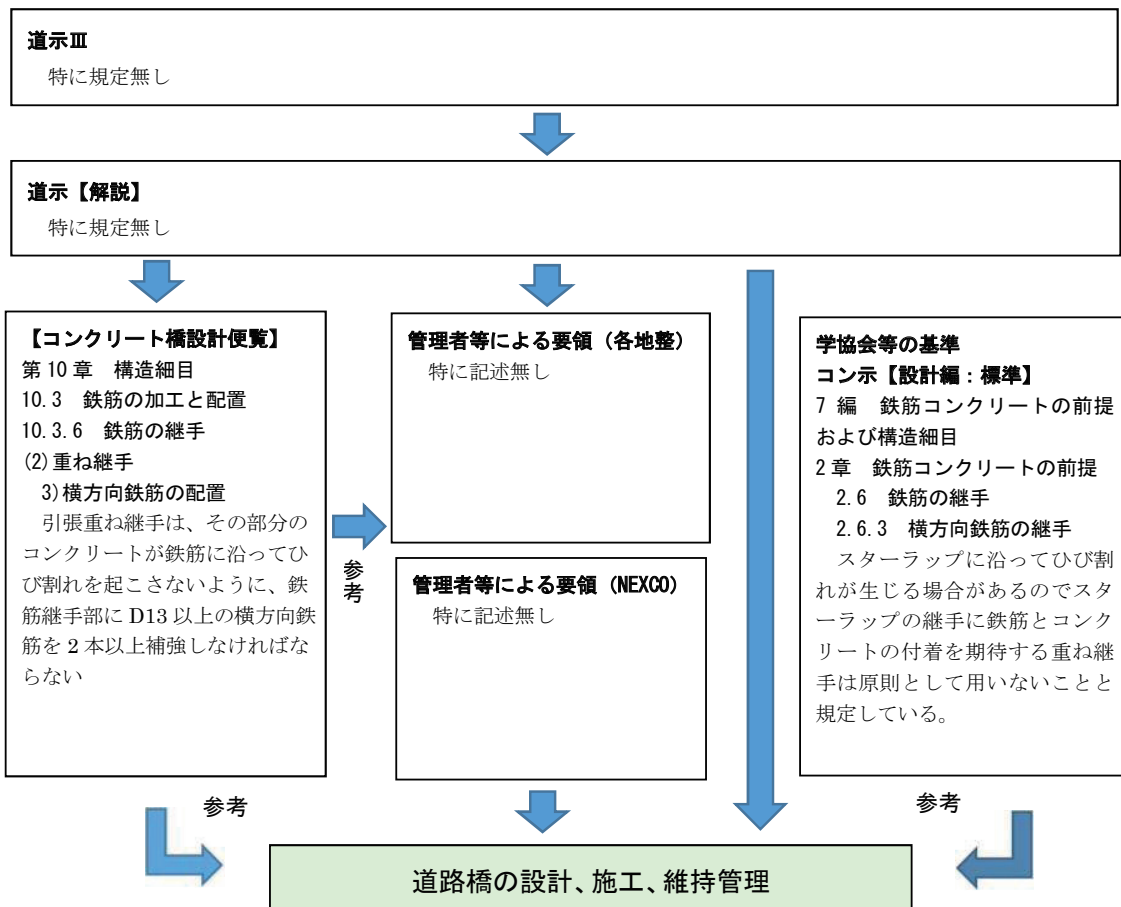 道示Ⅲ
特に規定無し
道示【解説】
特に規定無し
【コンクリート橋設計便覧】
第10章 構造細目
10.3 鉄筋の加工と配置
10.3.6 鉄筋の継手
(2)重ね継手
3)横方向鉄筋の配置
引張重ね継手は、その部分の
コンクリートが鉄筋に沿ってひ
び割れを起こさないように、鉄
筋継手部に D13 以上の横方向鉄
筋を 2 本以上補強しなければな
らない
参考
管理者等による要領（各地整）
特に記述無し
管理者等による要領（NEXCO）
特に記述無し
学協会等の基準
コン示【設計編：標準】
7 編 鉄筋コンクリートの前提
および構造細目
2章 鉄筋コンクリートの前提
2.6 鉄筋の継手
2.6.3 横方向鉄筋の継手
スターラップに沿ってひび割
れが生じる場合があるのでスタ
ーラップの継手に鉄筋とコンク
リートの付着を期待する重ね継
手は原則として用いないことと
規定している。
参考
参考
道路橋の設計、施工、維持管理